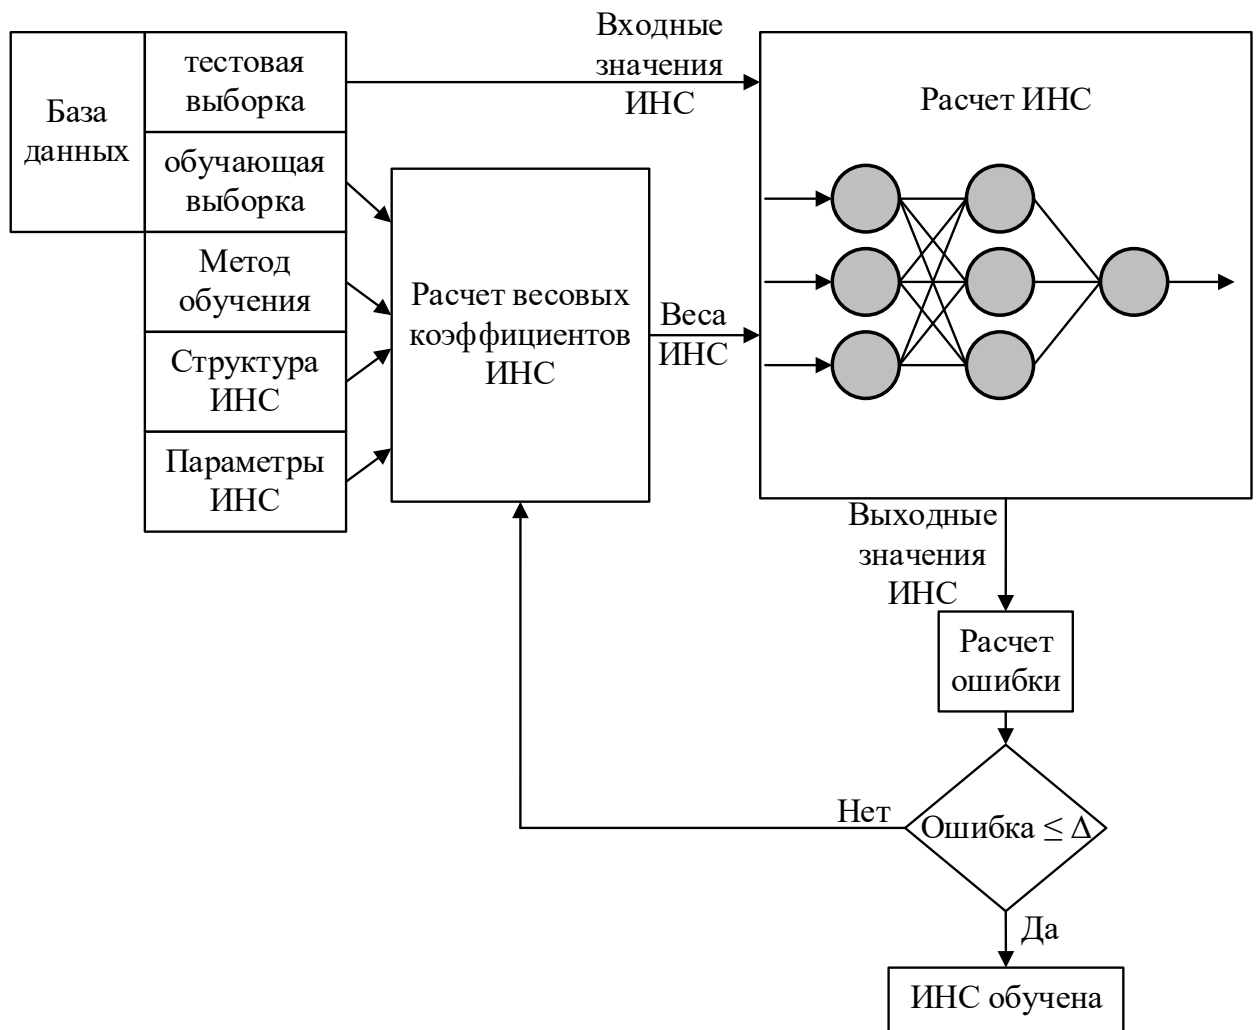 База
данных
тестовая
выборка
обучающая
выборка
Метод
обучения
Структура
ИНС
Параметры
ИНС
Входные
значения
ИНС
Расчет весовых
коэффициентов
ИНС
Веса
ИНС
Расчет ИНС
Выходные
значения
ИНС
Расчет
ошибки
Ошибка ≤ Δ
Нет
Да
ИНС обучена